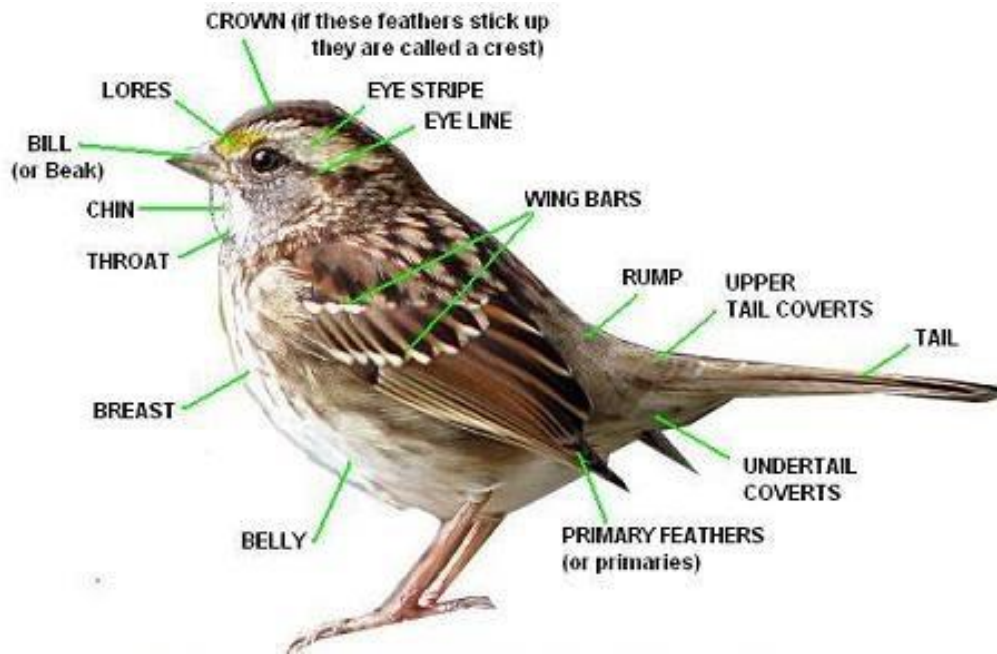 CROWN (if these feathers stick up
they are called a crest)
LORES
EYE STRIPE
EYE LINE
BILL
(or Beak)
CHIN
THROAT
WING BARS
RUMP
UPPER
TAIL COVERTS
TAIL
BREAST
UNDERTAIL
COVERTS
BELLY
PRIMARY FEATHERS
(or primaries)